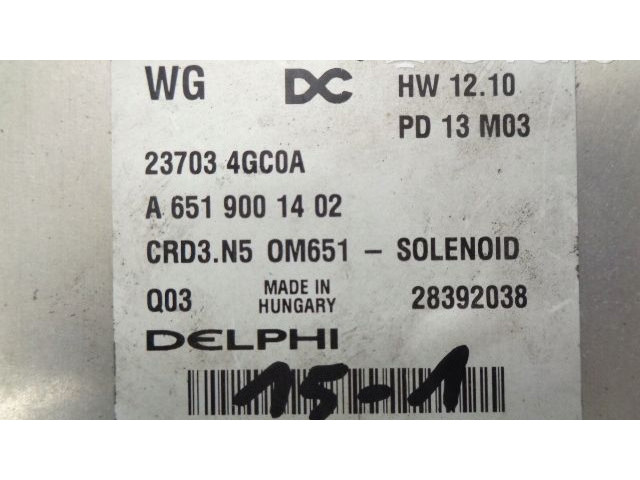 WG DC HW 12.10
PD 13 M03
23703 4GC0A
A 651 900 14 02
CRD3.N5 OM651 – SOLENOID
Q03 MADE IN HUNGARY 28392038
DELPHI
15-1